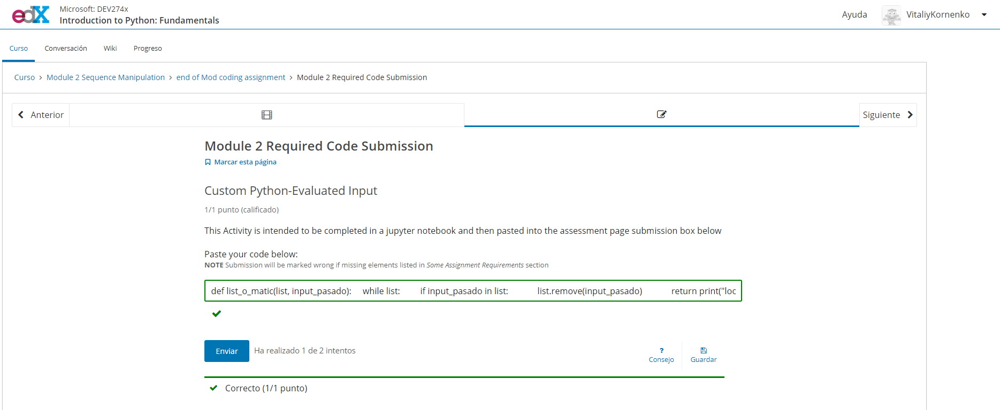 edX
Microsoft: DEV274x
Introduction to Python: Fundamentals
Ayuda
VitaliyKornenko
Curso
Conversación
Wiki
Progreso
Curso > Module 2 Sequence Manipulation > end of Mod coding assignment > Module 2 Required Code Submission
Anterior
Siguiente
Module 2 Required Code Submission
Marcar esta página
Custom Python-Evaluated Input
1/1 punto (calificado)
This Activity is intended to be completed in a jupyter notebook and then pasted into the assessment page submission box below
Paste your code below:
NOTE Submission will be marked wrong if missing elements listed in Some Assignment Requirements section
def list_o_matic(list, input_pasado): while list: if input_pasado in list: list.remove(input_pasado) return print("loc
Enviar
Ha realizado 1 de 2 intentos
? Consejo
Guardar
Correcto (1/1 punto)